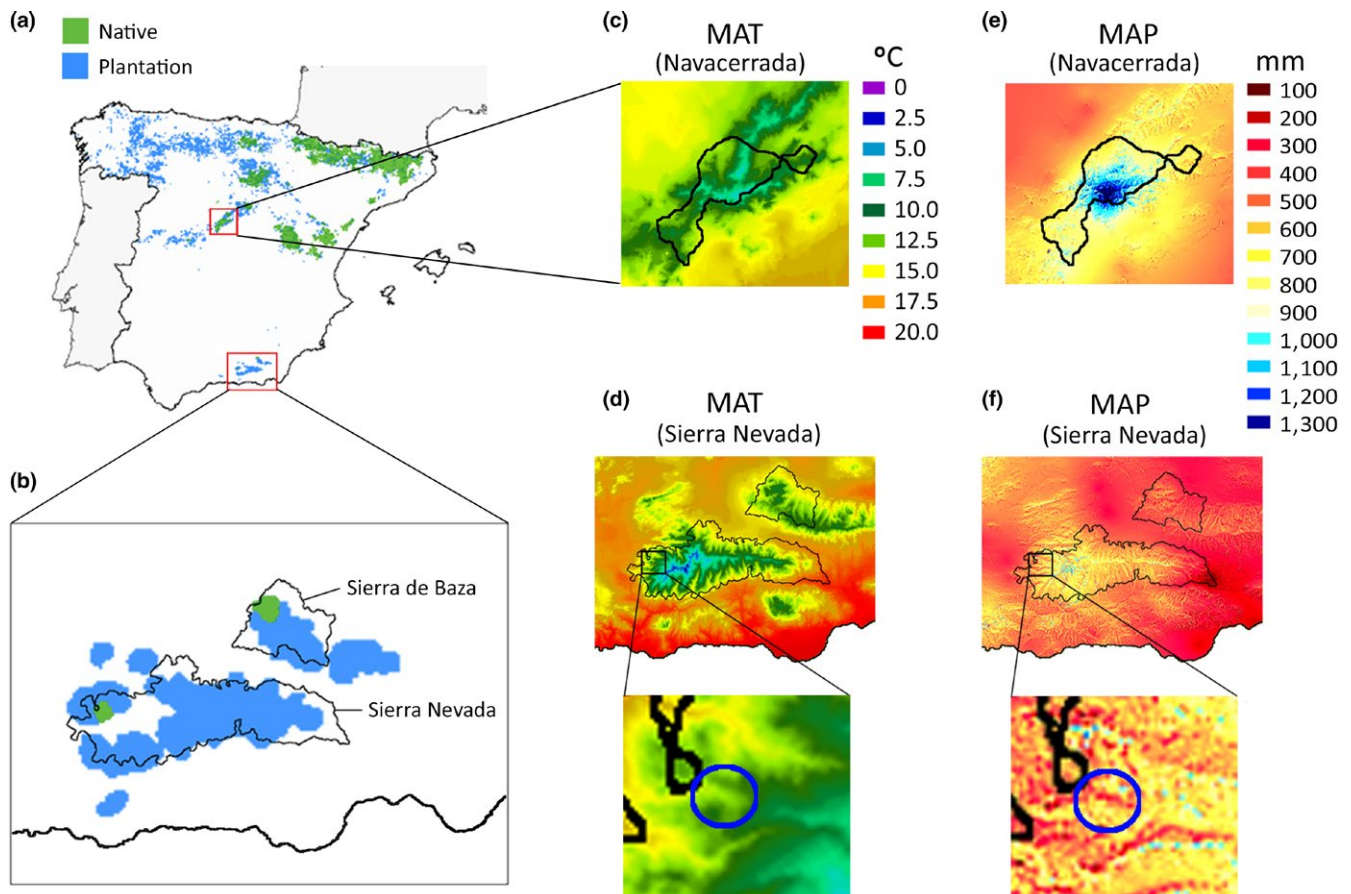 (a)
Native
Plantation
(b)
Sierra de Baza
Sierra Nevada
(c)
MAT
(Navacerrada)
°C
0
2.5
5.0
7.5
10.0
12.5
15.0
17.5
20.0
(d)
MAT
(Sierra Nevada)
(e)
MAP
(Navacerrada)
mm
100
200
300
400
500
600
700
800
900
1,000
1,100
1,200
1,300
(f)
MAP
(Sierra Nevada)